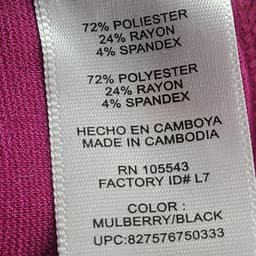 72% POLIESTER
24% RAYON
4% SPANDEX
72% POLYESTER
24% RAYON
4% SPANDEX
HECHO EN CAMBOYA
MADE IN CAMBODIA
RN 105543
FACTORY ID# L7
COLOR :
MULBERRY/BLACK
UPC:827576750333